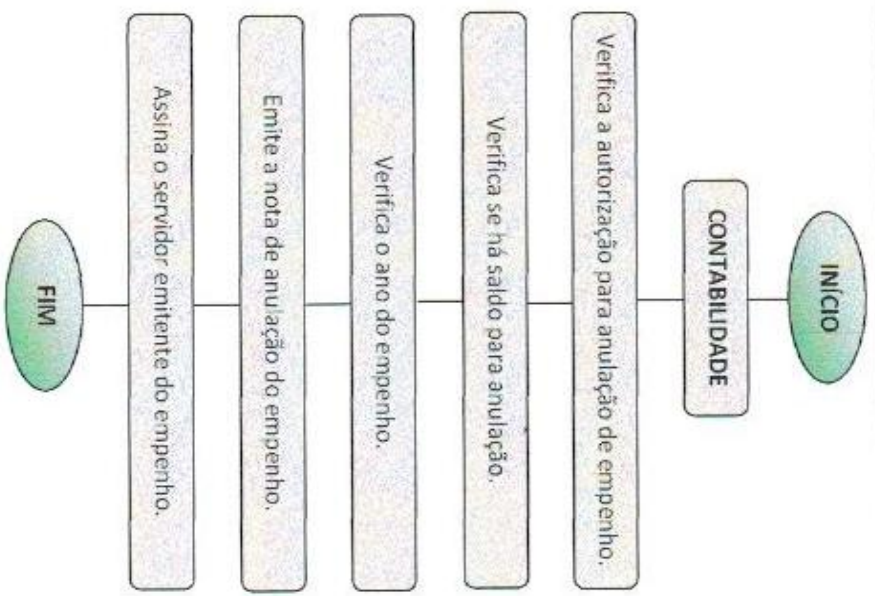 INÍCIO
CONTABILIDADE
Verifica a autorização para anulação de empenho.
Verifica se há saldo para anulação.
Verifica o ano do empenho.
Emite a nota de anulação do empenho.
Assina o servidor emitente do empenho.
FIM